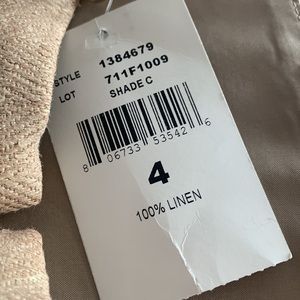 STYLE 1384679
LOT 711F1009
SHADE C
8 06733 53542 6
4
100% LINEN